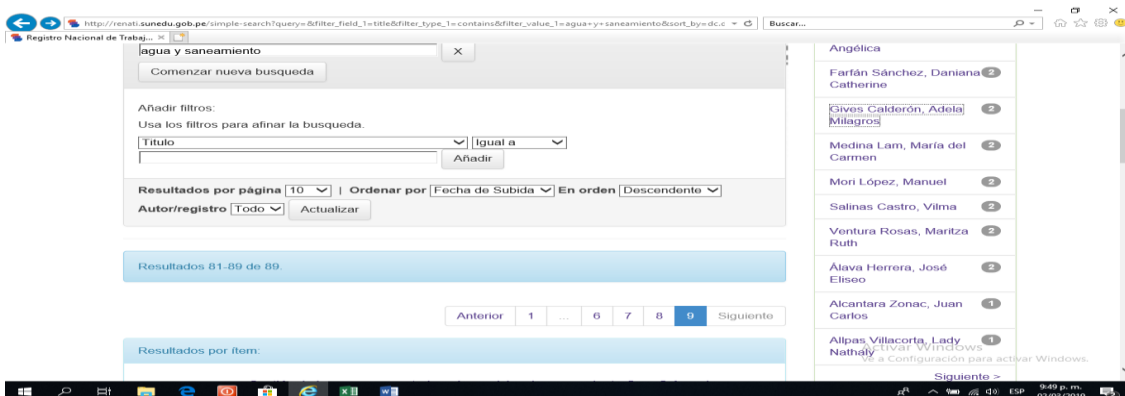 http://renati.sunedu.gob.pe/simple-search?query=&filter_field_1=title&filter_type_1=contains&filter_value_1=agua+y+saneamiento&sort_by=dc.c
Buscar...
Registro Nacional de Trabaj...
agua y saneamiento
Comenzar nueva busqueda
Añadir filtros:
Usa los filtros para afinar la busqueda.
Titulo Igual a
Añadir
Resultados por página 10 | Ordenar por Fecha de Subida En orden Descendente
Autor/registro Todo Actualizar
Resultados 81-89 de 89.
Anterior 1 ... 6 7 8 9 Siguiente
Resultados por ítem:
Angélica
Farfán Sánchez, Daniana 2
Catherine
Gives Calderón, Adela 2
Milagros
Medina Lam, María del 2
Carmen
Mori López, Manuel 2
Salinas Castro, Vilma 2
Ventura Rosas, Maritza 2
Ruth
Álava Herrera, José 2
Eliseo
Alcantara Zonac, Juan 1
Carlos
Allpas Villacorta, Lady 1
Nathaly
Activar Windows
Ve a Configuración para activar Windows.
Siguiente >
ESP
9:49 p. m.
02/03/2019